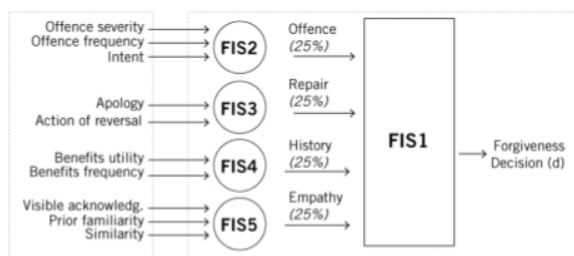 Offence severity
Offence frequency
Intent
FIS2
Offence
(25%)
Apology
Action of reversal
FIS3
Repair
(25%)
Benefits utility
Benefits frequency
FIS4
History
(25%)
Visible acknowledg.
Prior familiarity
Similarity
FIS5
Empathy
(25%)
FIS1
Forgiveness
Decision (d)